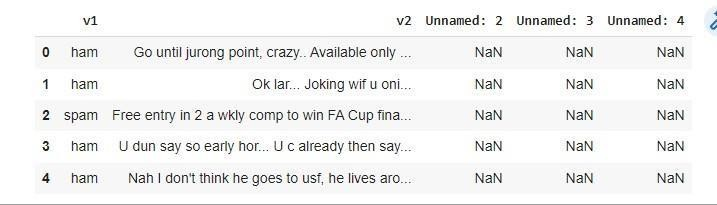 v1 v2 Unnamed: 2 Unnamed: 3 Unnamed: 4
0 ham Go until jurong point, crazy.. Available only ... NaN NaN NaN
1 ham Ok lar... Joking wif u oni... NaN NaN NaN
2 spam Free entry in 2 a wkly comp to win FA Cup fina... NaN NaN NaN
3 ham U dun say so early hor... U c already then say... NaN NaN NaN
4 ham Nah I don't think he goes to usf, he lives aro... NaN NaN NaN